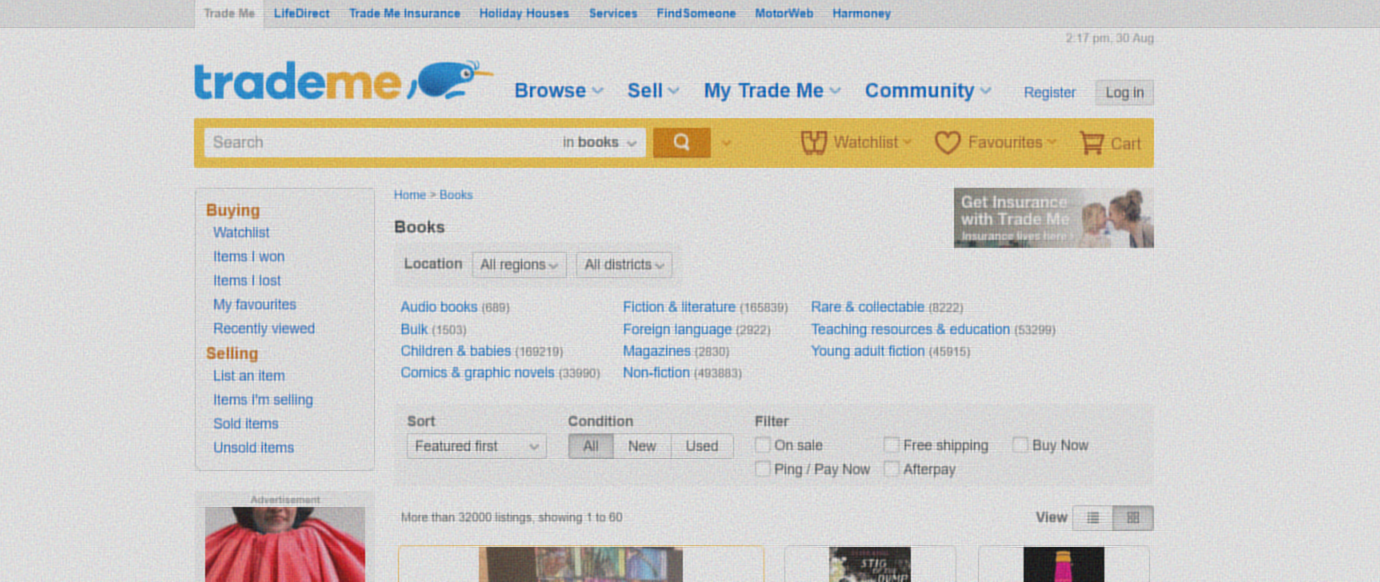 Trade Me LifeDirect Trade Me Insurance Holiday Houses Services FindSomeone MotorWeb Harmoney
2:17 pm, 30 Aug
trademe
Browse Sell My Trade Me Community Register Log in
Search in books Watchlist Favourites Cart
Buying
Watchlist
Items I won
Items I lost
My favourites
Recently viewed
Selling
List an item
Items I'm selling
Sold items
Unsold items
Advertisement
Home > Books
Books
Get Insurance
with Trade Me
Insurance lives here
Location All regions All districts
Audio books (689) Fiction & literature (165839) Rare & collectable (8222)
Bulk (1503) Foreign language (2922) Teaching resources & education (53299)
Children & babies (169219) Magazines (2830) Young adult fiction (45915)
Comics & graphic novels (33990) Non-fiction (493883)
Sort Condition Filter
Featured first All New Used On sale Free shipping Buy Now
Ping / Pay Now Afterpay
More than 32000 listings, showing 1 to 60 View
STIG
OF THE
DUMP